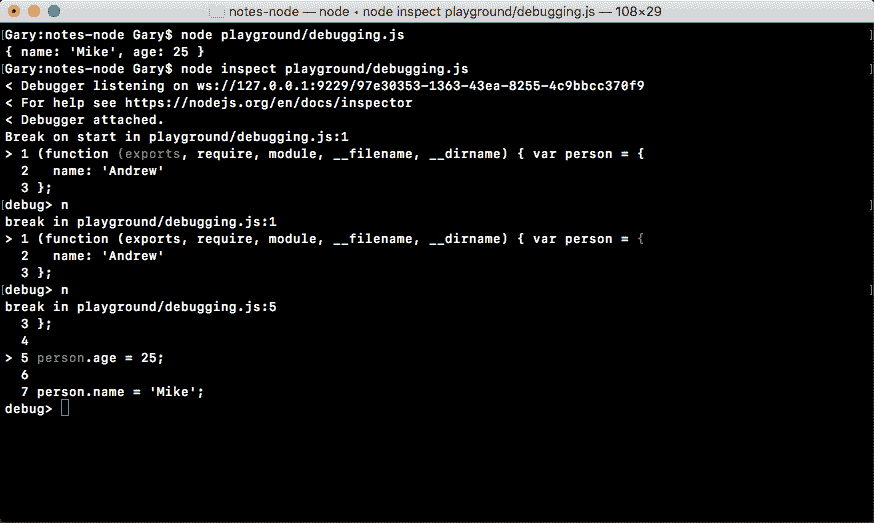 notes-node — node • node inspect playground/debugging.js — 108×29
[Gary:notes-node Gary$ node playground/debugging.js ]
{ name: 'Mike', age: 25 }
[Gary:notes-node Gary$ node inspect playground/debugging.js ]
< Debugger listening on ws://127.0.0.1:9229/97e30353-1363-43ea-8255-4c9bbcc370f9
< For help see https://nodejs.org/en/docs/inspector
< Debugger attached.
Break on start in playground/debugging.js:1
> 1 (function (exports, require, module, __filename, __dirname) { var person = {
  2   name: 'Andrew'
  3 };
[debug> n ]
break in playground/debugging.js:1
> 1 (function (exports, require, module, __filename, __dirname) { var person = {
  2   name: 'Andrew'
  3 };
[debug> n ]
break in playground/debugging.js:5
  3 };
  4
> 5 person.age = 25;
  6
  7 person.name = 'Mike';
debug>